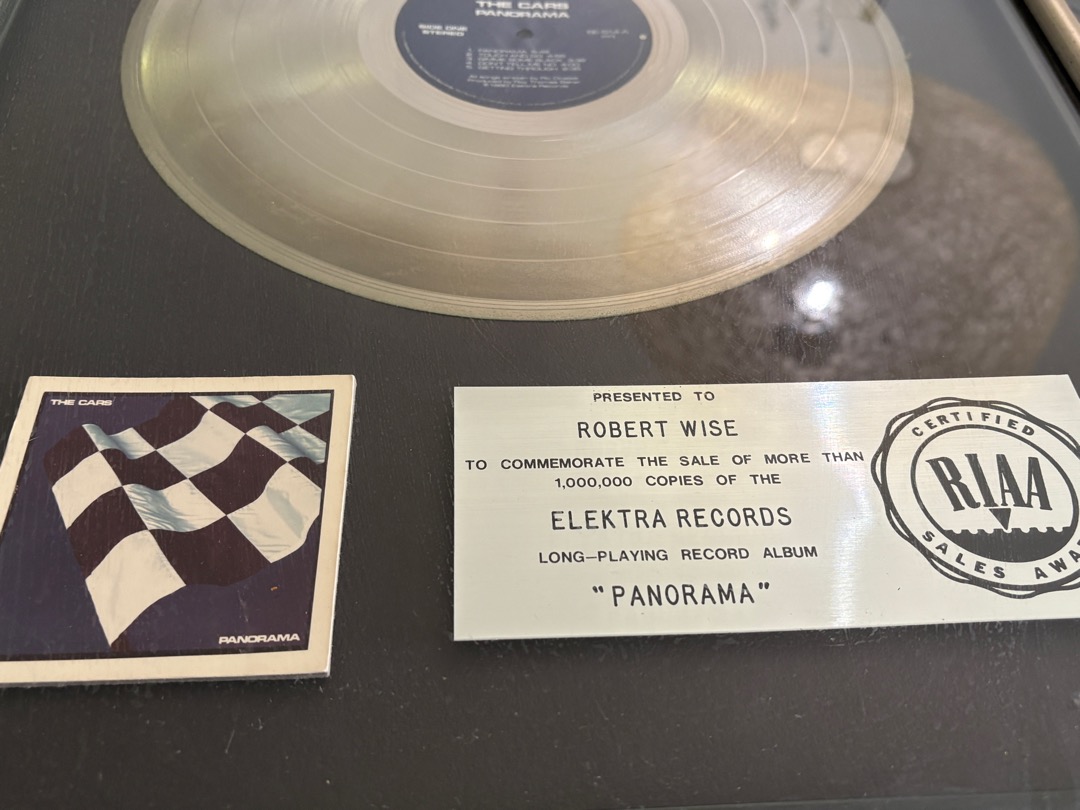 THE CARS
PANORAMA
SIDE ONE
STEREO
THE CARS
PANORAMA
PRESENTED TO
ROBERT WISE
TO COMMEMORATE THE SALE OF MORE THAN
1,000,000 COPIES OF THE
ELEKTRA RECORDS
LONG-PLAYING RECORD ALBUM
"PANORAMA"
CERTIFIED
RIAA
SALES